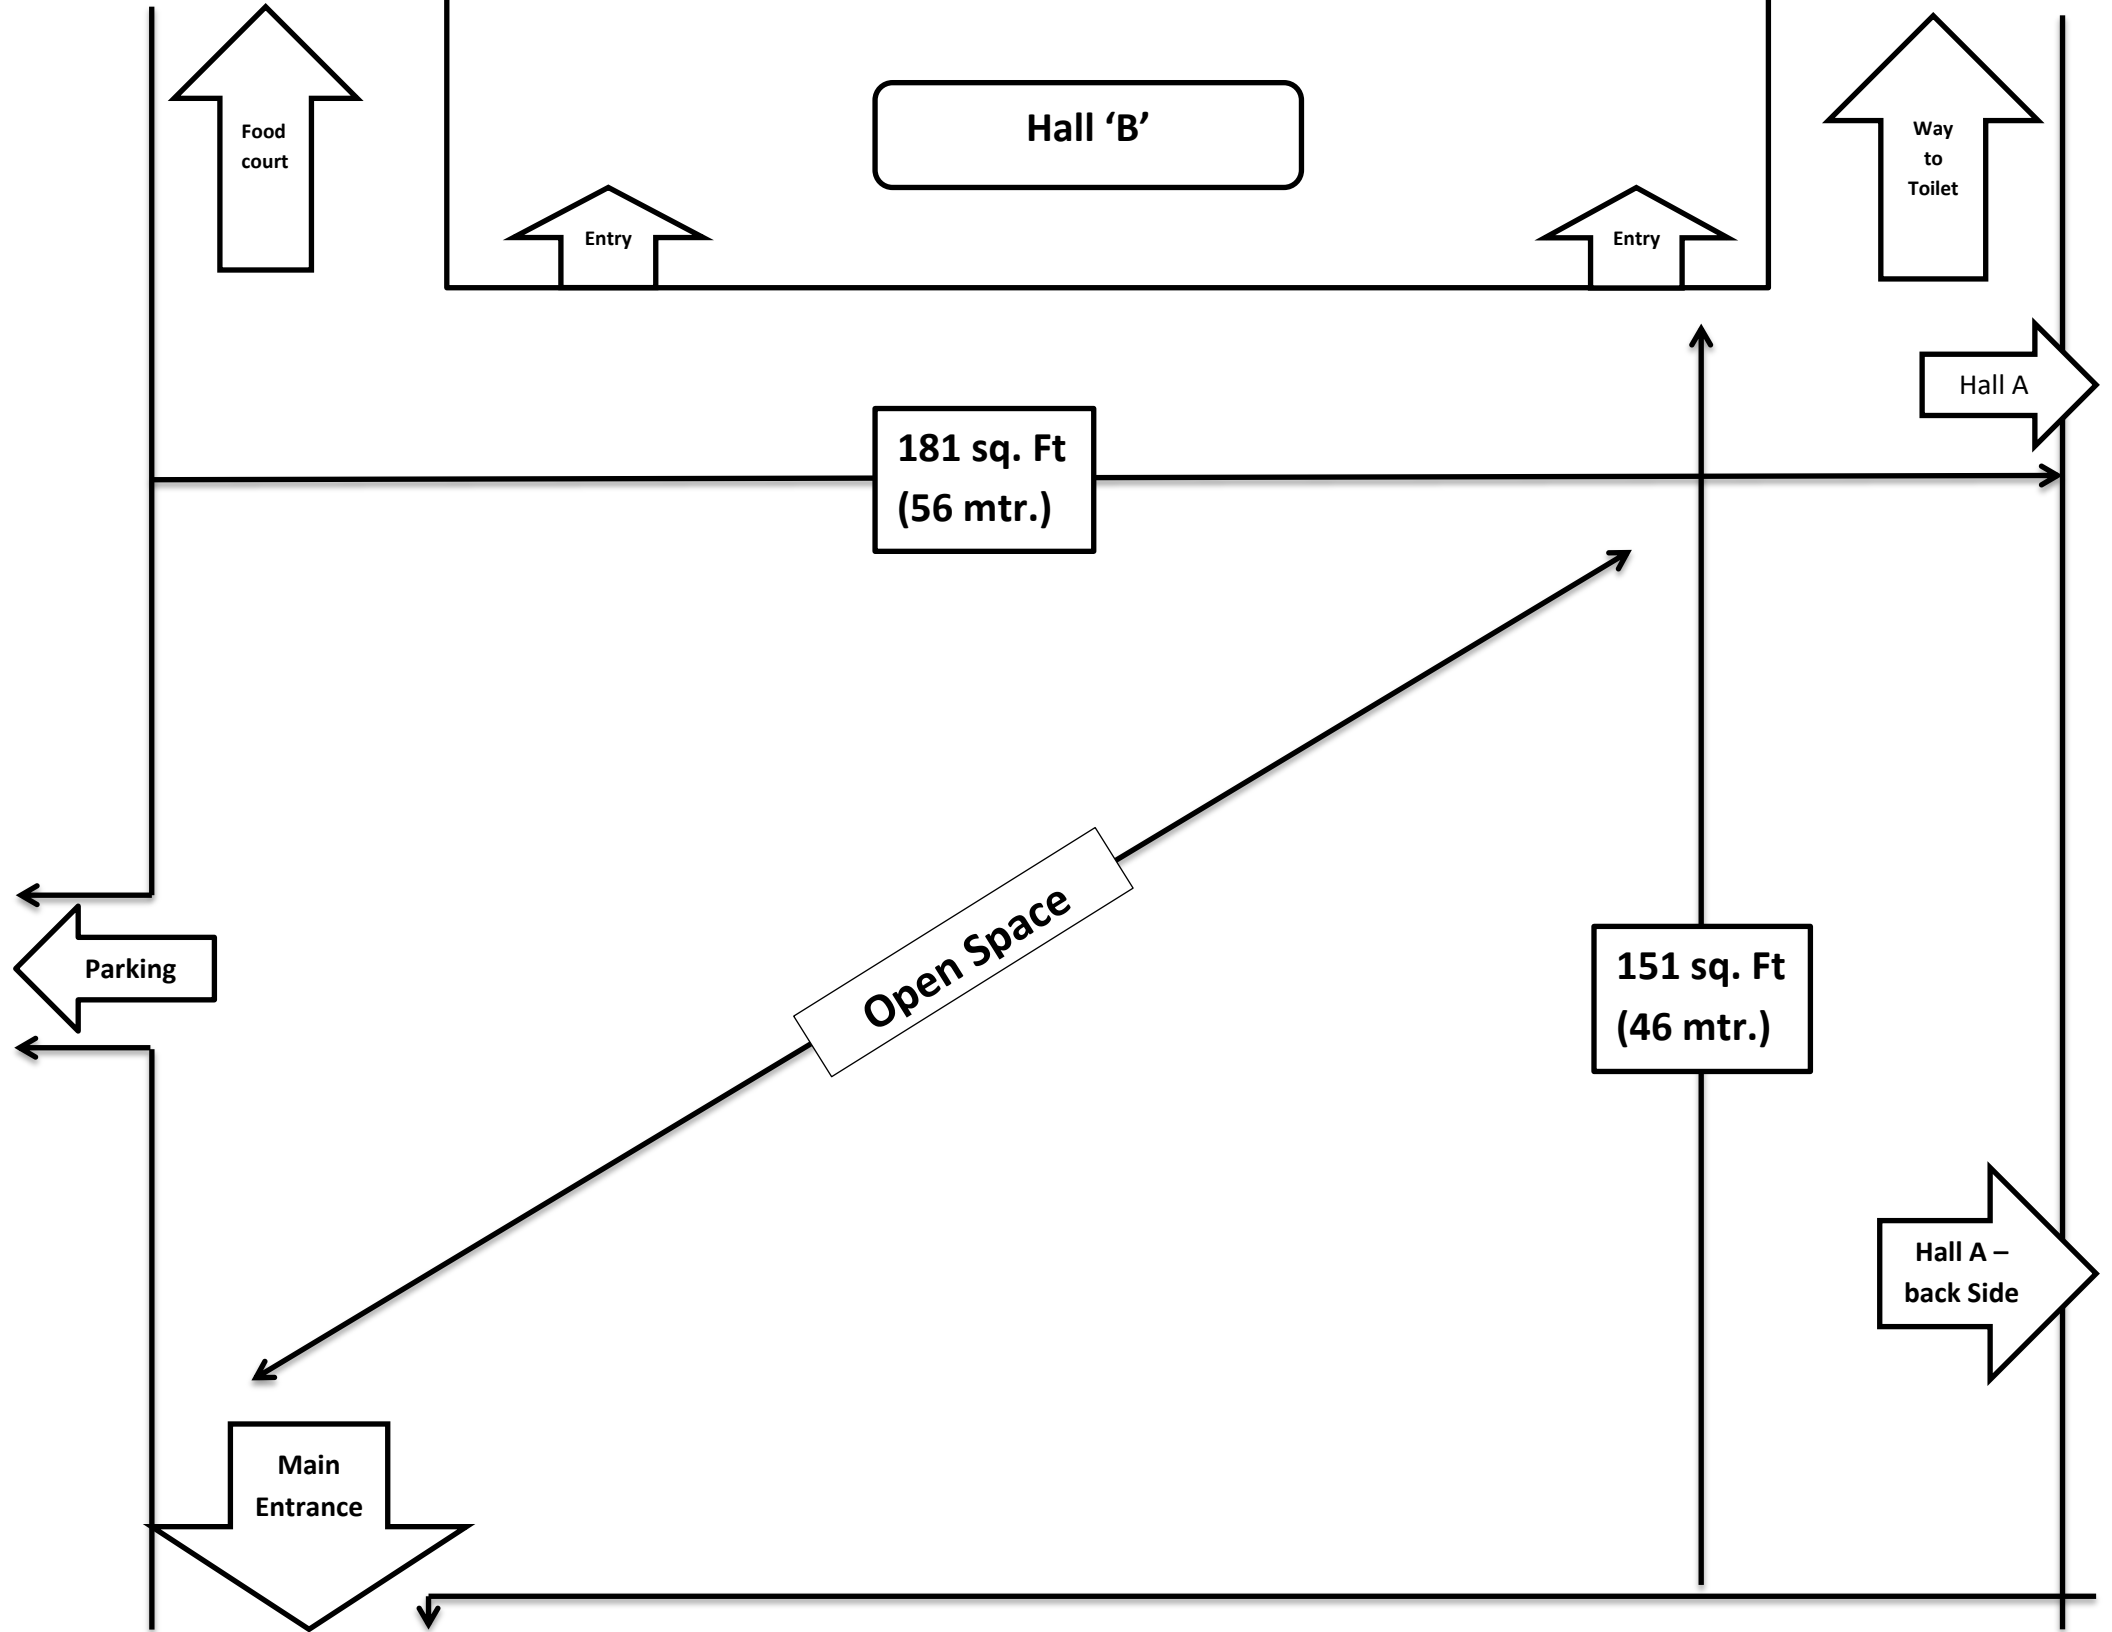 Food
court
Hall ‘B’
Way
to
Toilet
Entry
Entry
Hall A
181 sq. Ft
(56 mtr.)
Open Space
Parking
151 sq. Ft
(46 mtr.)
Hall A –
back Side
Main
Entrance